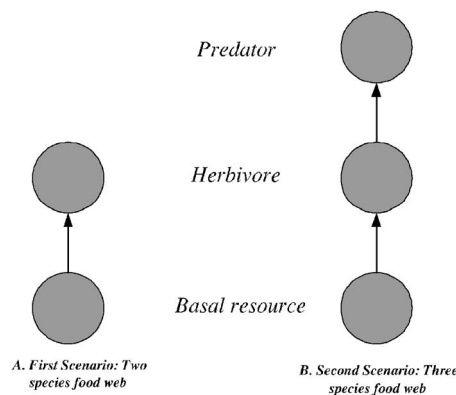 Predator
Herbivore
Basal resource
A. First Scenario: Two
species food web
B. Second Scenario: Three
species food web